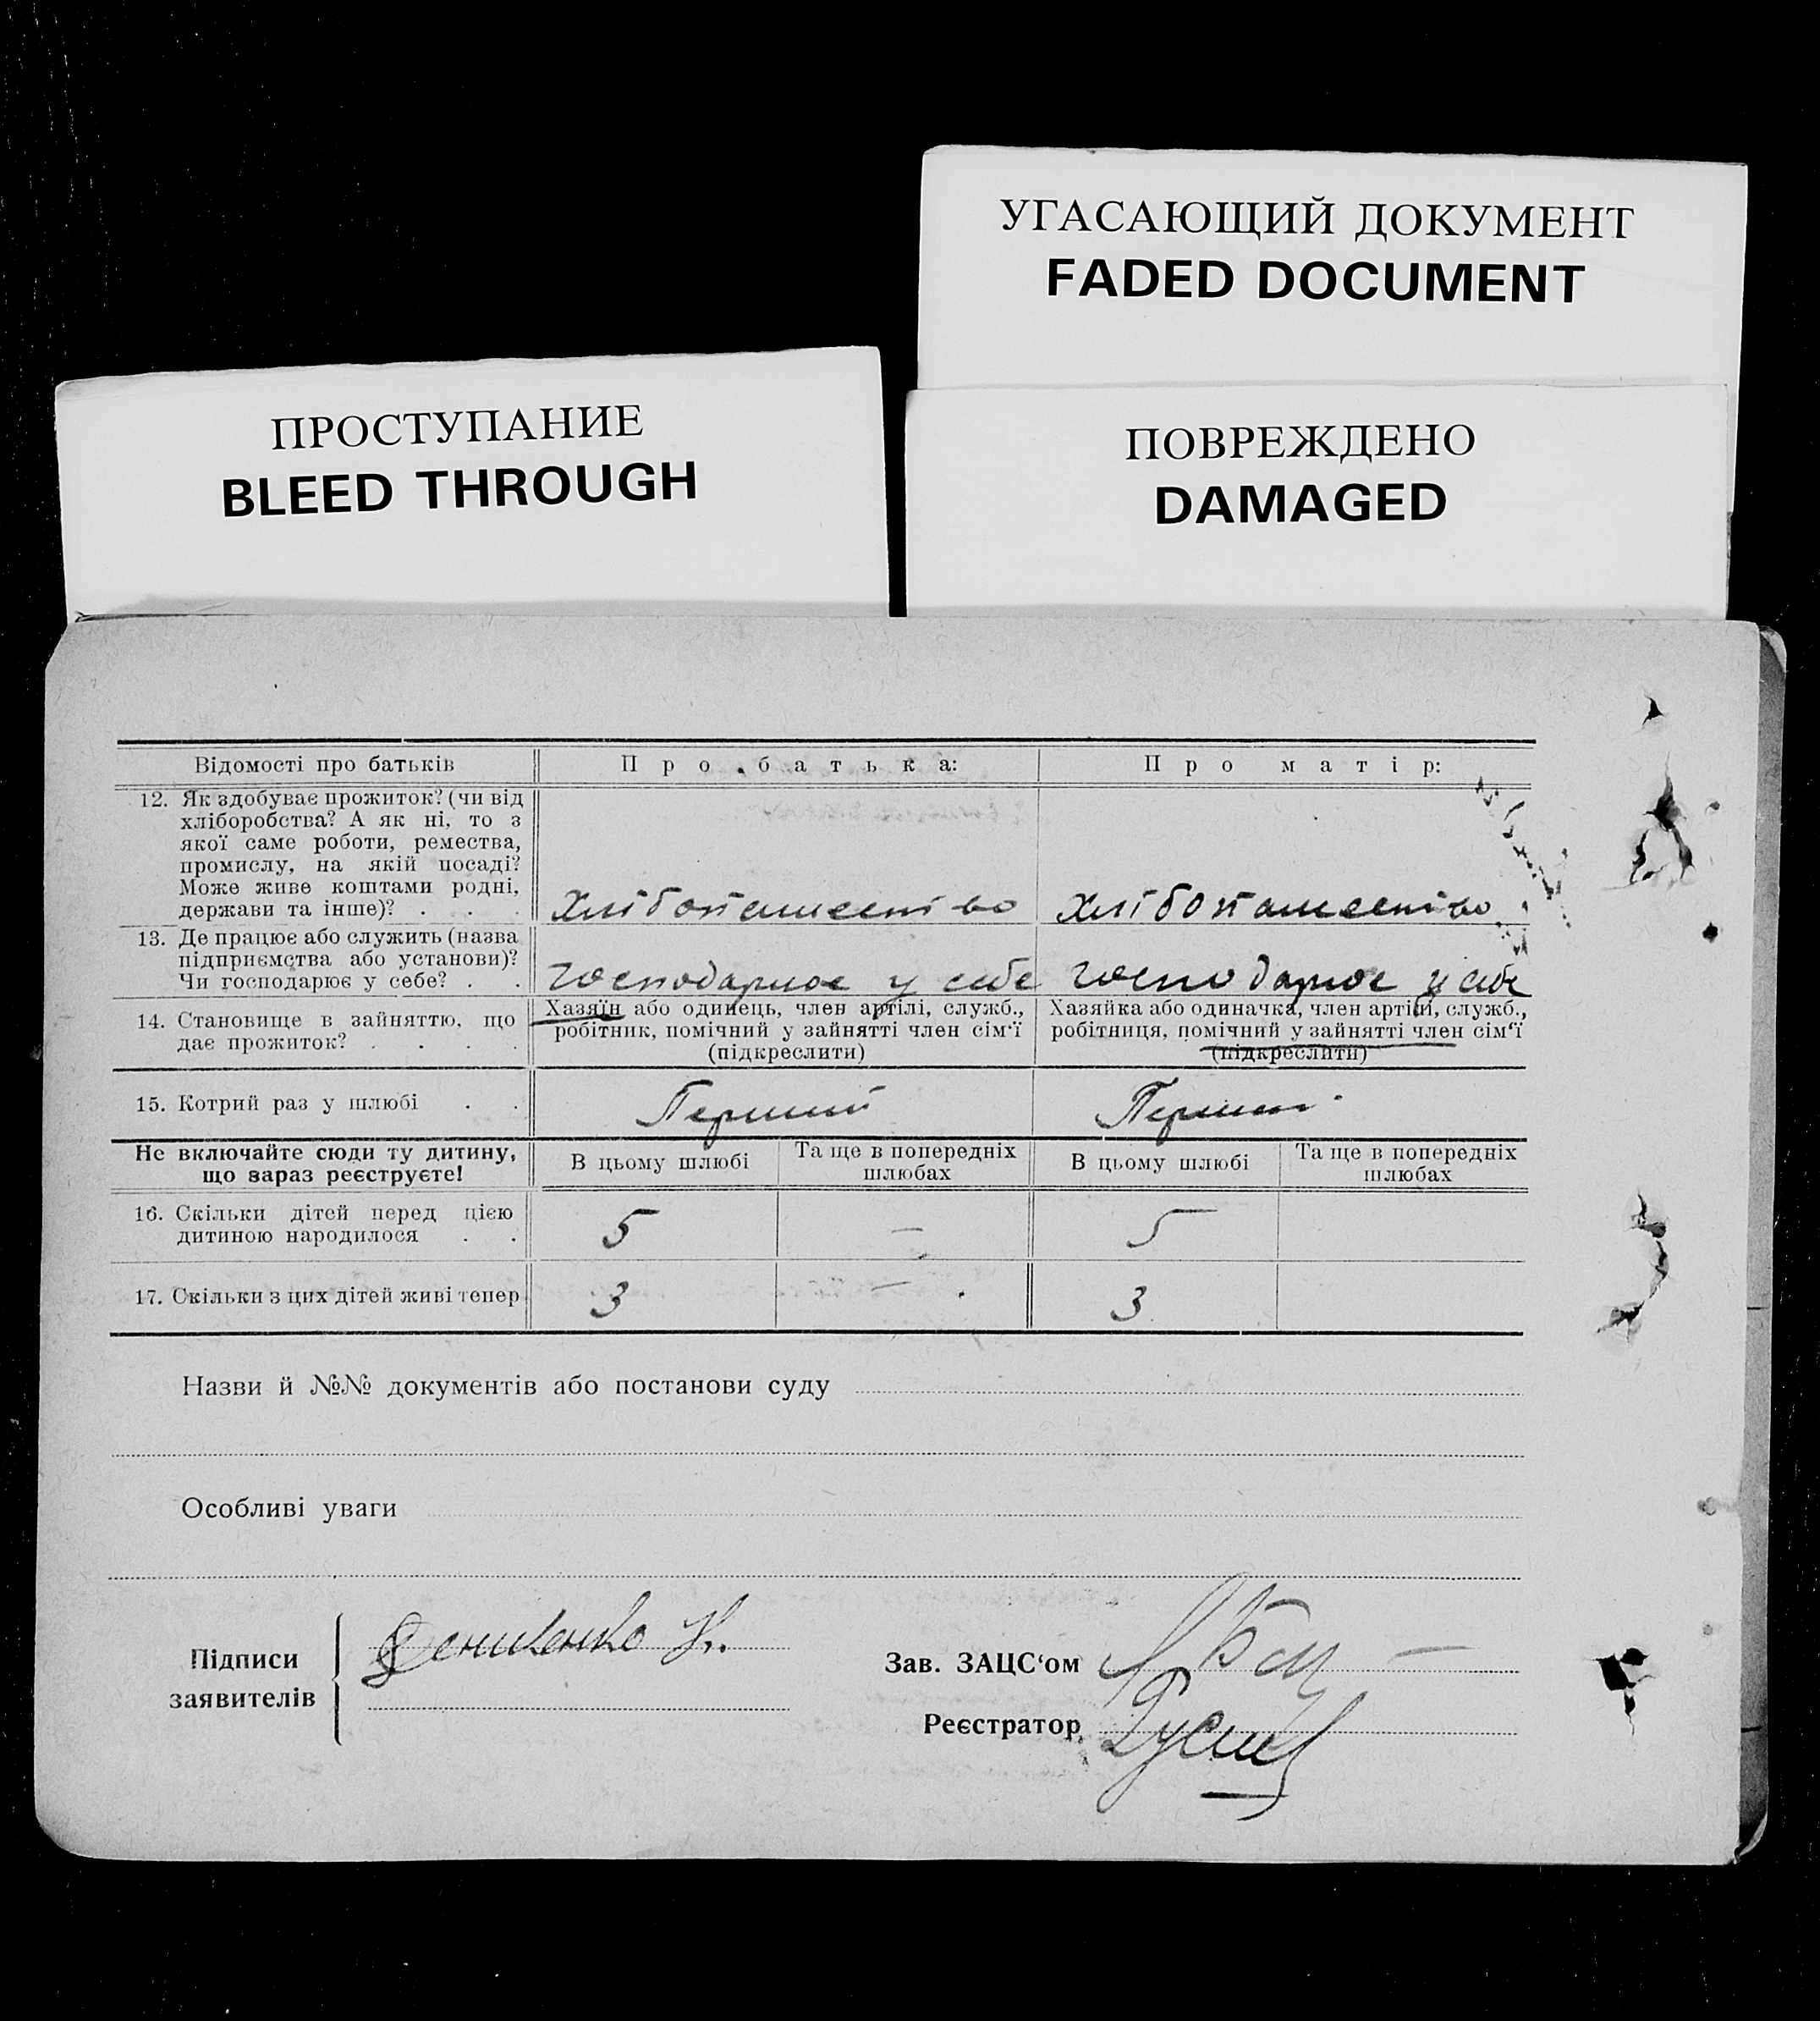 УГАСАЮЩИЙ ДОКУМЕНТ
FADED DOCUMENT
ПРОСТУПАНИЕ
BLEED THROUGH
ПОВРЕЖДЕНО
DAMAGED
Відомості про батьків
Про батька:
Про матір:
12. Як здобуває прожиток? (чи від
хліборобства? А як ні, то з
якої саме роботи, ремества,
промислу, на якій посаді?
Може живе коштами родні,
держави та інше)? . . .
Хлібопашество
Хлібопашество
13. Де працює або служить (назва
підприємства або установи)?
Чи господарює у себе? . .
господарює у себе
господарює у себе
14. Становище в зайняттю, що
дає прожиток? . . . .
Хазяїн або одинець, член артілі, служб.,
робітник, помічний у зайнятті член сім‘ї
(підкреслити)
Хазяйка або одиначка, член артілі, служб.,
робітниця, помічний у зайнятті член сім‘ї
(підкреслити)
15. Котрий раз у шлюбі . .
Перший
Перший
Не включайте сюди ту дитину,
що зараз реєструєте!
В цьому шлюбі
Та ще в попередніх
шлюбах
В цьому шлюбі
Та ще в попередніх
шлюбах
16. Скільки дітей перед цією
дитиною народилося . .
5
—
5
17. Скільки з цих дітей живі тепер
3
—
3
Назви й №№ документів або постанови суду
Особливі уваги
Підписи
заявителів
Зав. ЗАЦС‘ом
Реєстратор